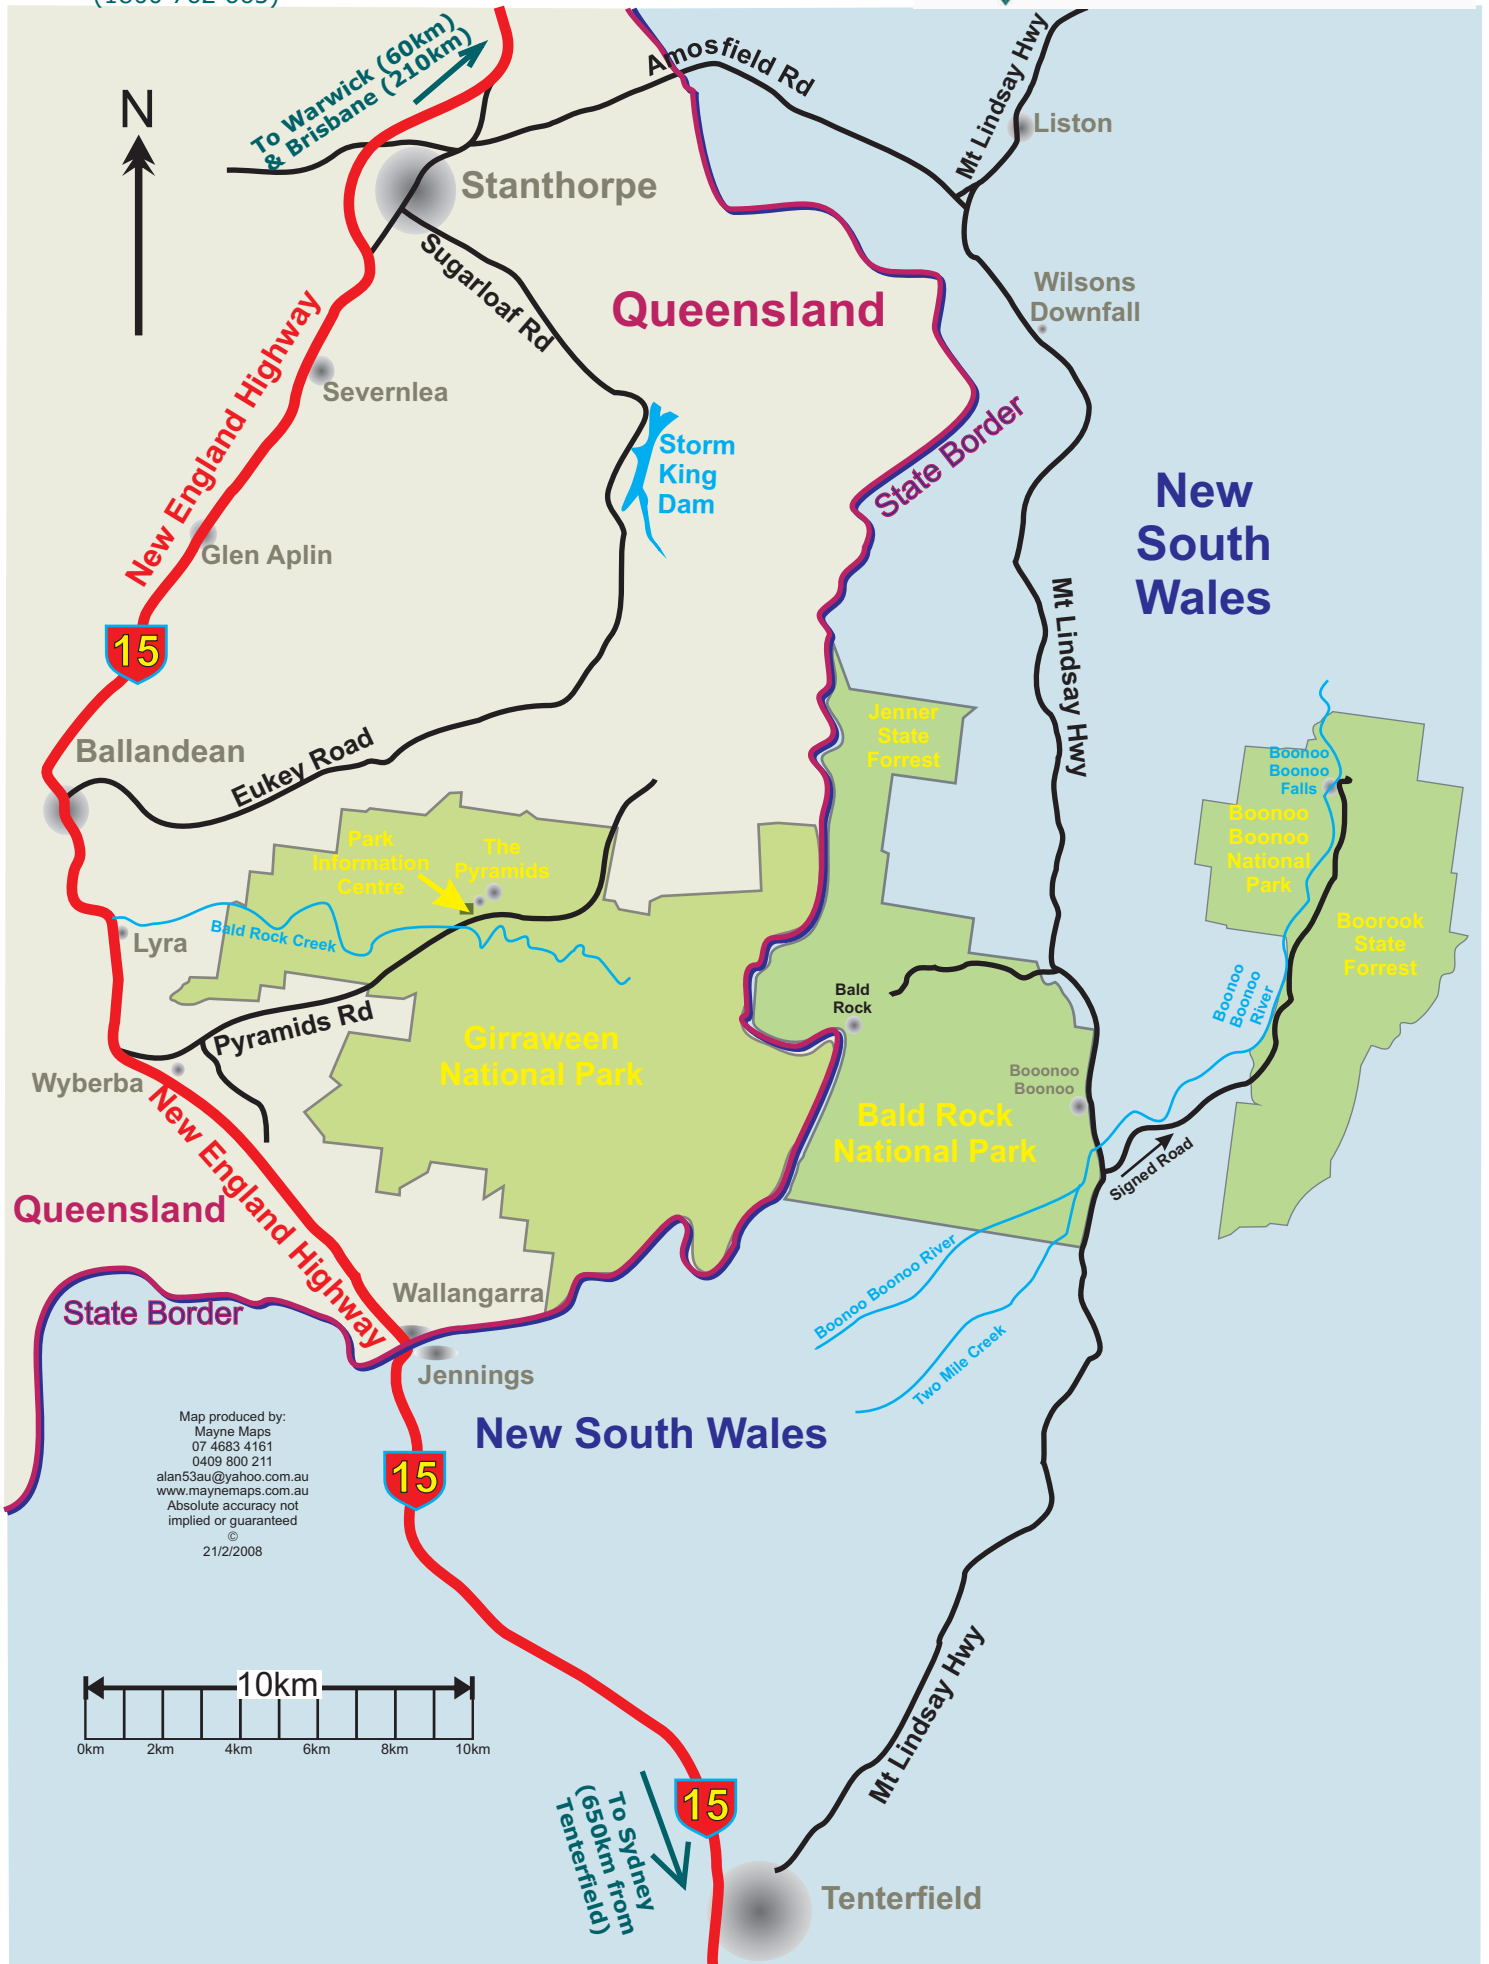 To Warwick (60km)
& Brisbane (210km)
N
Amosfield Rd
Mt Lindsay Hwy
Liston
Stanthorpe
Sugarloaf Rd
Queensland
Wilsons
Downfall
New England Highway
Severnlea
Storm
King
Dam
State Border
New
South
Wales
Glen Aplin
15
Mt Lindsay Hwy
Jenner
State
Forrest
Ballandean
Eukey Road
Boonoo
Boonoo
Falls
Boonoo
Boonoo
National
Park
Park
Information
Centre
The
Pyramids
Boorook
State
Forrest
Lyra
Bald Rock Creek
Boonoo
Boonoo
River
Bald
Rock
Pyramids Rd
Girraween
National Park
Wyberba
Booonoo
Boonoo
Bald Rock
National Park
New England Highway
Signed Road
Queensland
Boonoo Boonoo River
State Border
Wallangarra
Two Mile Creek
Jennings
New South Wales
Map produced by:
Mayne Maps
07 4683 4161
0409 800 211
alan53au@yahoo.com.au
www.maynemaps.com.au
Absolute accuracy not
implied or guaranteed
©
21/2/2008
15
10km
0km 2km 4km 6km 8km 10km
Mt Lindsay Hwy
15
To Sydney
(650km from
Tenterfield)
Tenterfield